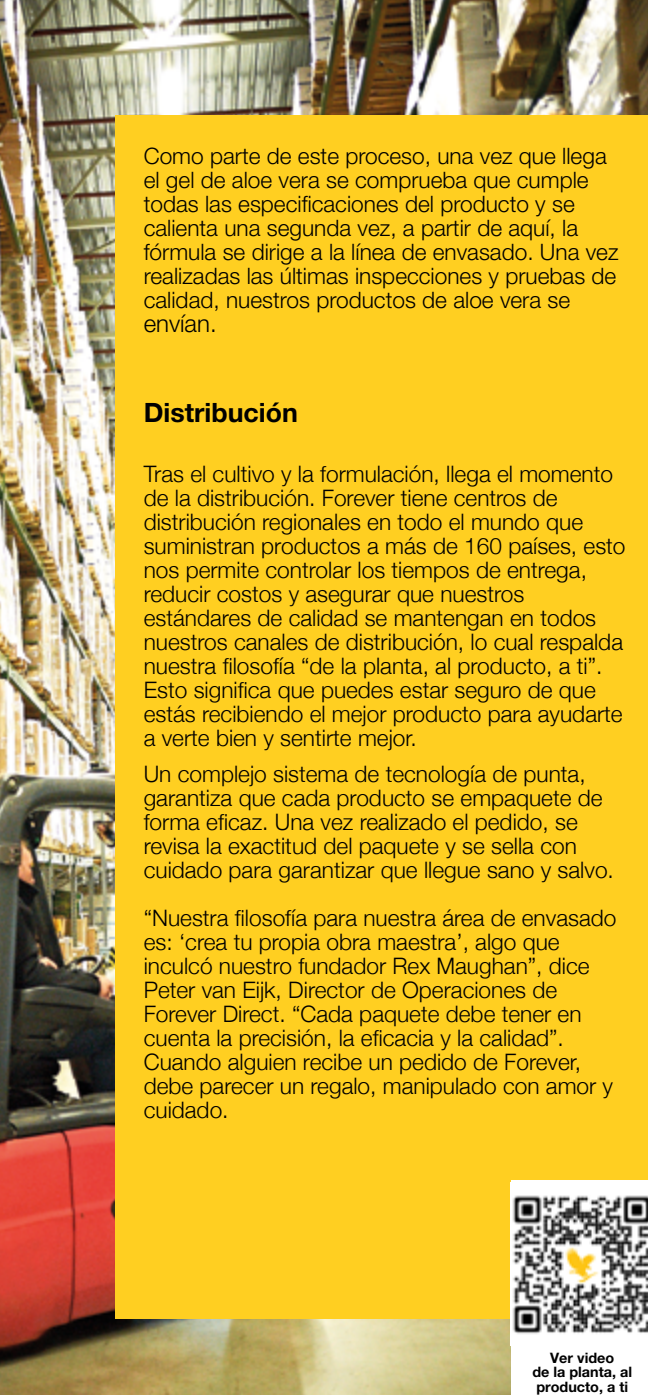 Como parte de este proceso, una vez que llega
el gel de aloe vera se comprueba que cumple
todas las especificaciones del producto y se
calienta una segunda vez, a partir de aquí, la
fórmula se dirige a la línea de envasado. Una vez
realizadas las últimas inspecciones y pruebas de
calidad, nuestros productos de aloe vera se
envían.
Distribución
Tras el cultivo y la formulación, llega el momento
de la distribución. Forever tiene centros de
distribución regionales en todo el mundo que
suministran productos a más de 160 países, esto
nos permite controlar los tiempos de entrega,
reducir costos y asegurar que nuestros
estándares de calidad se mantengan en todos
nuestros canales de distribución, lo cual respalda
nuestra filosofía “de la planta, al producto, a ti”.
Esto significa que puedes estar seguro de que
estás recibiendo el mejor producto para ayudarte
a verte bien y sentirte mejor.
Un complejo sistema de tecnología de punta,
garantiza que cada producto se empaquete de
forma eficaz. Una vez realizado el pedido, se
revisa la exactitud del paquete y se sella con
cuidado para garantizar que llegue sano y salvo.
“Nuestra filosofía para nuestra área de envasado
es: ‘crea tu propia obra maestra’, algo que
inculcó nuestro fundador Rex Maughan”, dice
Peter van Eijk, Director de Operaciones de
Forever Direct. “Cada paquete debe tener en
cuenta la precisión, la eficacia y la calidad”.
Cuando alguien recibe un pedido de Forever,
debe parecer un regalo, manipulado con amor y
cuidado.
Ver video
de la planta, al
producto, a ti